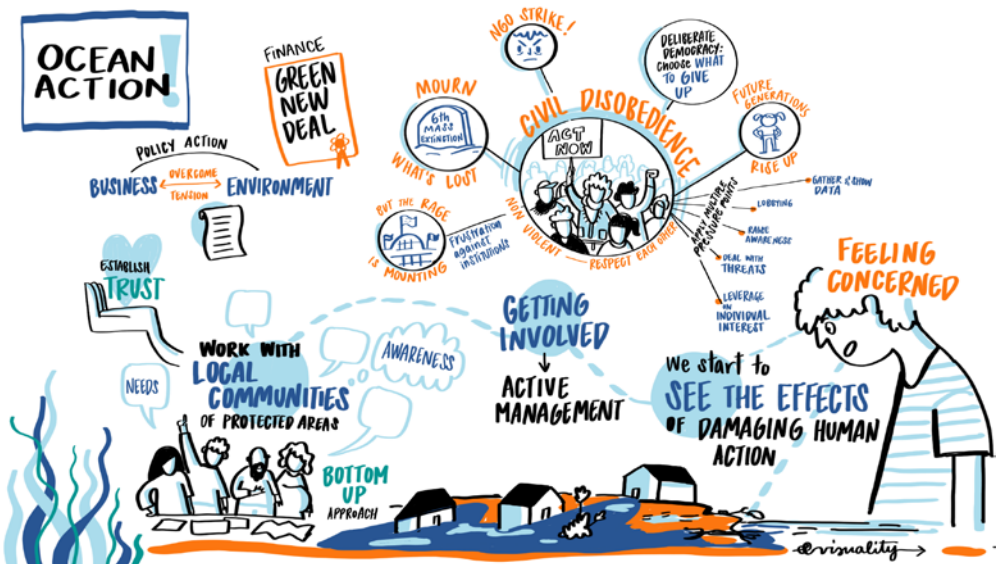 OCEAN
ACTION!
FINANCE
GREEN
NEW
DEAL
POLICY ACTION
BUSINESS
OVERCOME
TENSION
ENVIRONMENT
NGO STRIKE!
DELIBERATE
DEMOCRACY:
CHOOSE WHAT
TO GIVE
UP
MOURN
6th
MASS
EXTINCTION
WHAT'S LOST
CIVIL DISOBEDIENCE
ACT
NOW
NON VIOLENT
RESPECT EACH OTHER
FUTURE
GENERATIONS
RISE UP
BUT THE RAGE
IS MOUNTING
Frustration
against
institutions
APPLY MULTIPLE
PRESSURE POINTS
GATHER & SHOW
DATA
LOBBYING
RAISE
AWARENESS
DEAL WITH
THREATS
LEVERAGE
INDIVIDUAL
INTEREST
ESTABLISH
TRUST
WORK WITH
LOCAL
COMMUNITIES
OF PROTECTED AREAS
NEEDS
AWARENESS
BOTTOM
UP
APPROACH
GETTING
INVOLVED
ACTIVE
MANAGEMENT
We start to
SEE THE EFFECTS
OF DAMAGING HUMAN
ACTION
FEELING
CONCERNED
evisuality